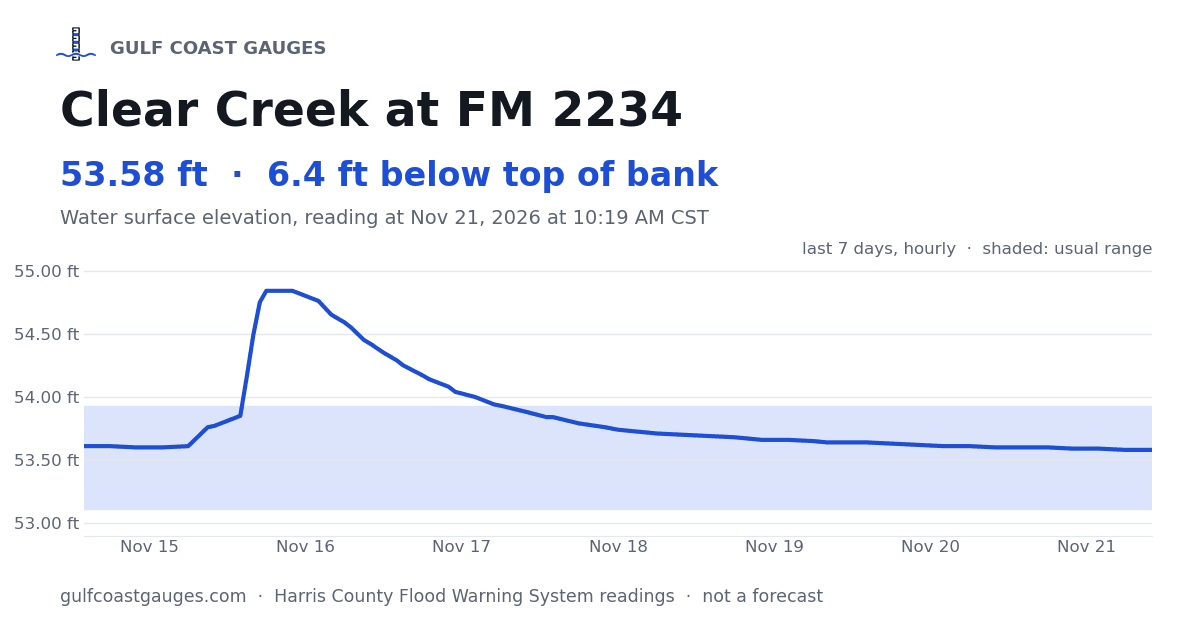 GULF COAST GAUGES
Clear Creek at FM 2234
53.58 ft · 6.4 ft below top of bank
Water surface elevation, reading at Nov 21, 2026 at 10:19 AM CST
last 7 days, hourly · shaded: usual range
55.00 ft
54.50 ft
54.00 ft
53.50 ft
53.00 ft
Nov 15 Nov 16 Nov 17 Nov 18 Nov 19 Nov 20 Nov 21
gulfcoastgauges.com · Harris County Flood Warning System readings · not a forecast